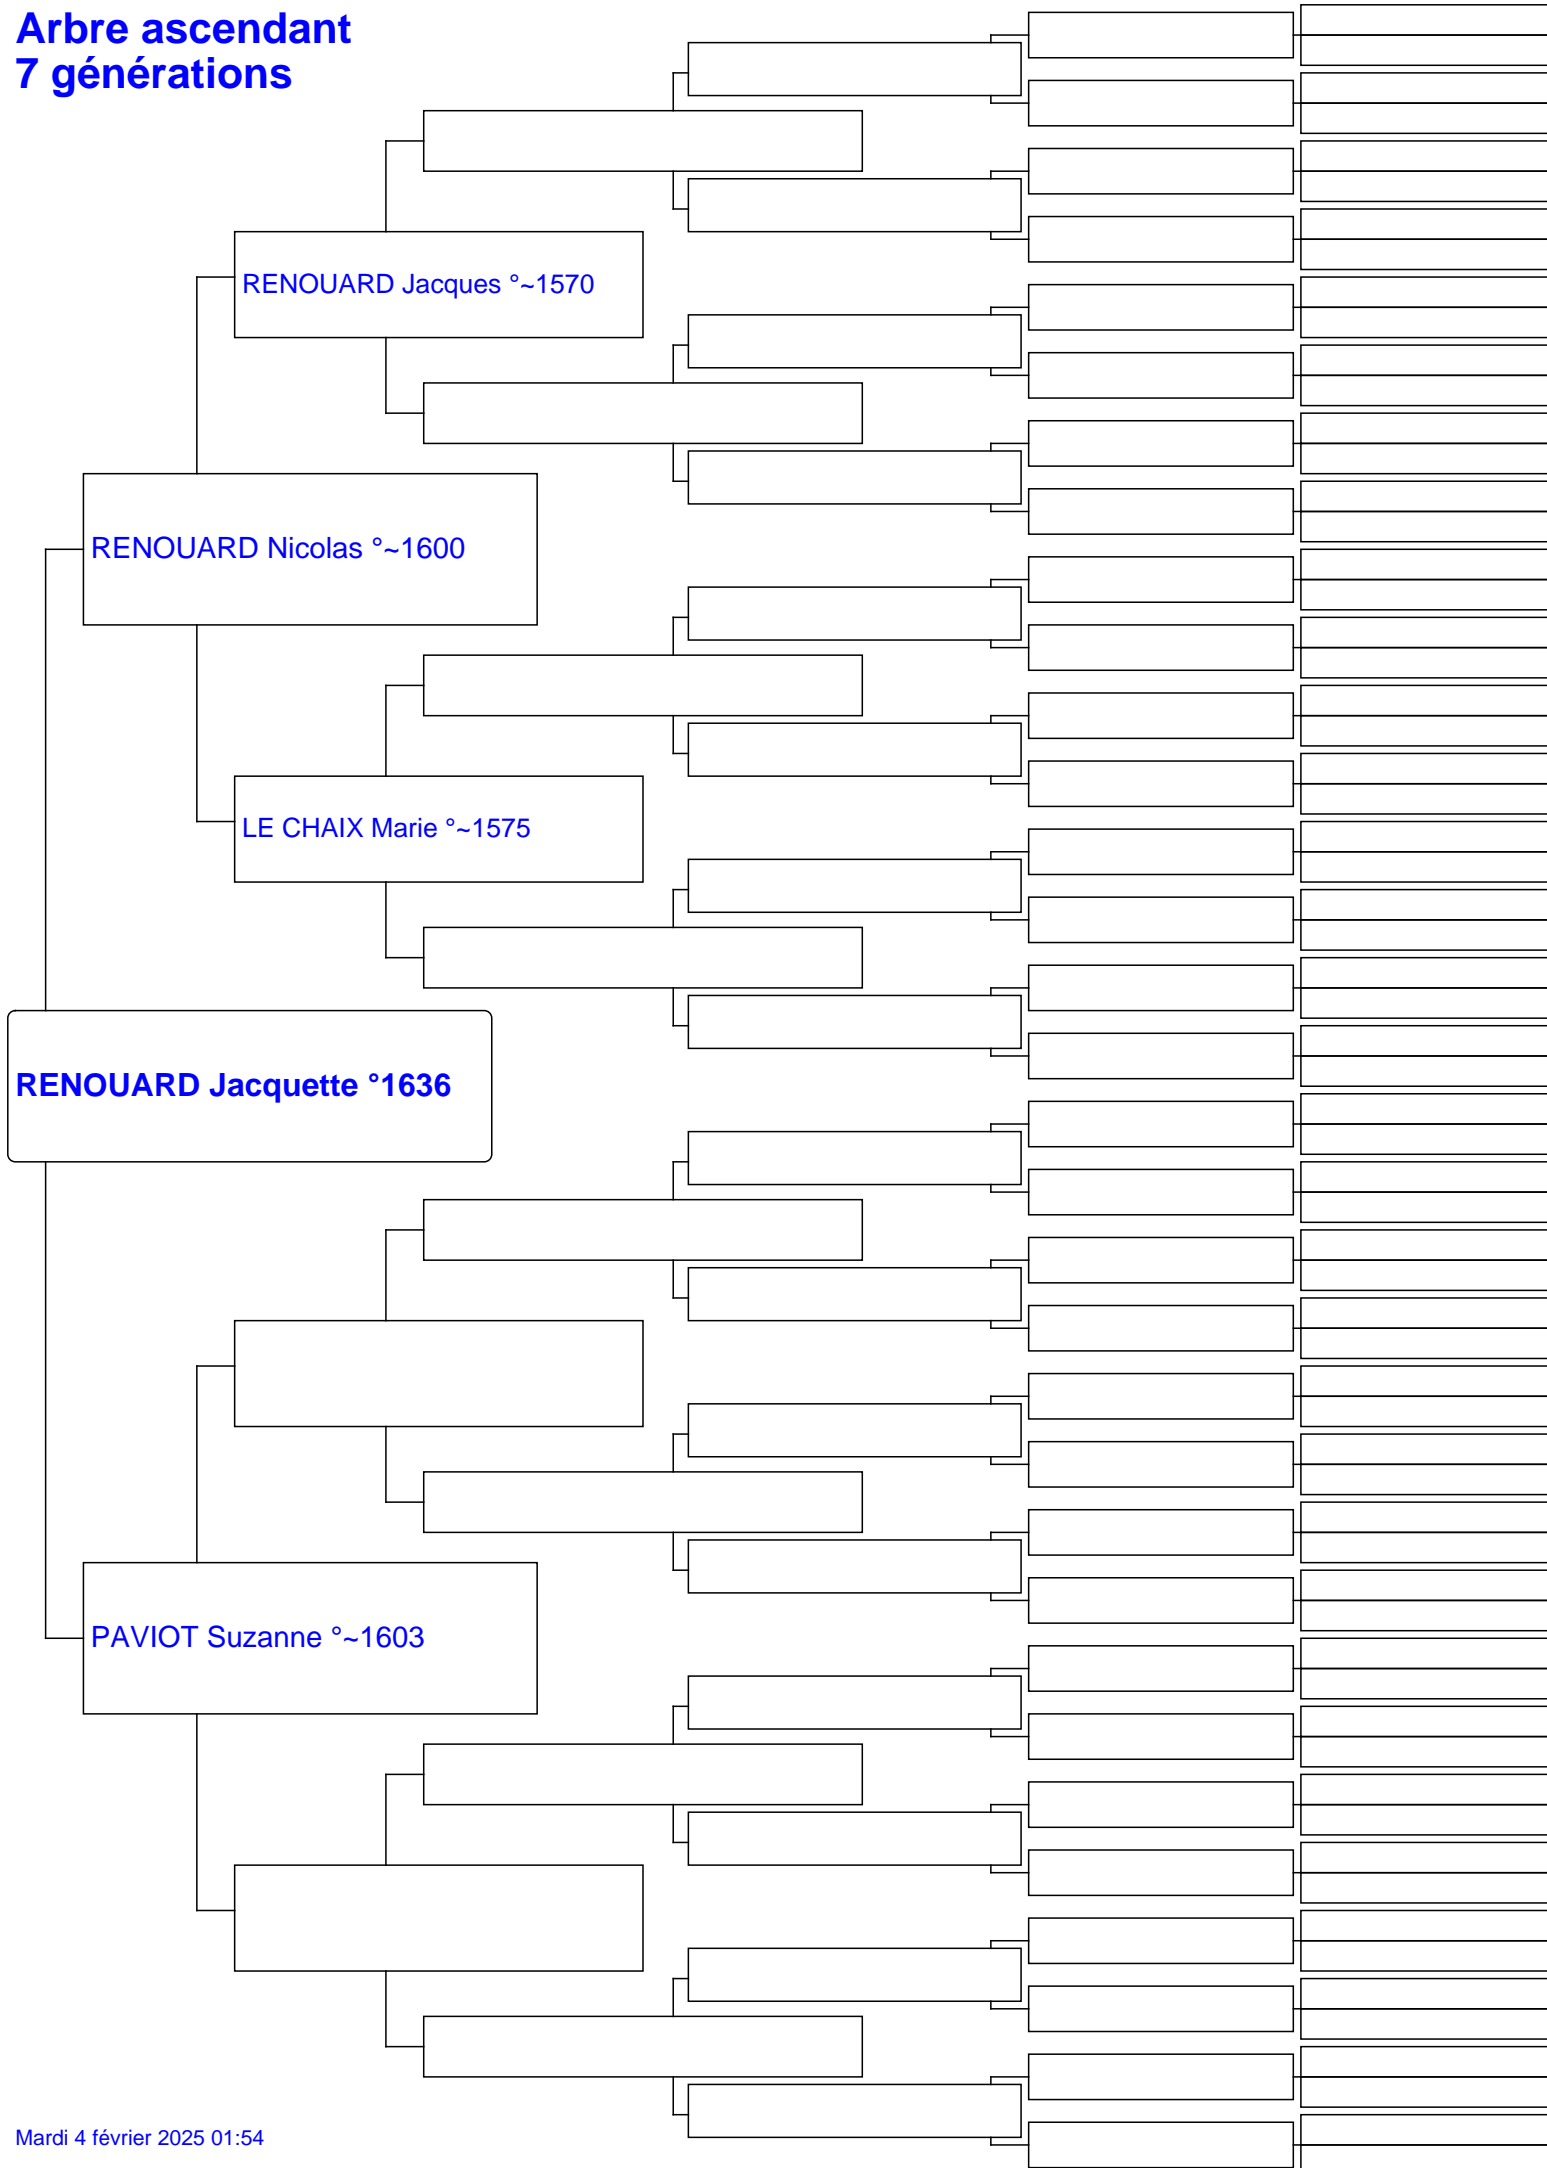 Arbre ascendant
7 générations
RENOUARD Jacques °~1570
RENOUARD Nicolas °~1600
LE CHAIX Marie °~1575
RENOUARD Jacquette °1636
PAVIOT Suzanne °~1603
Mardi 4 février 2025 01:54